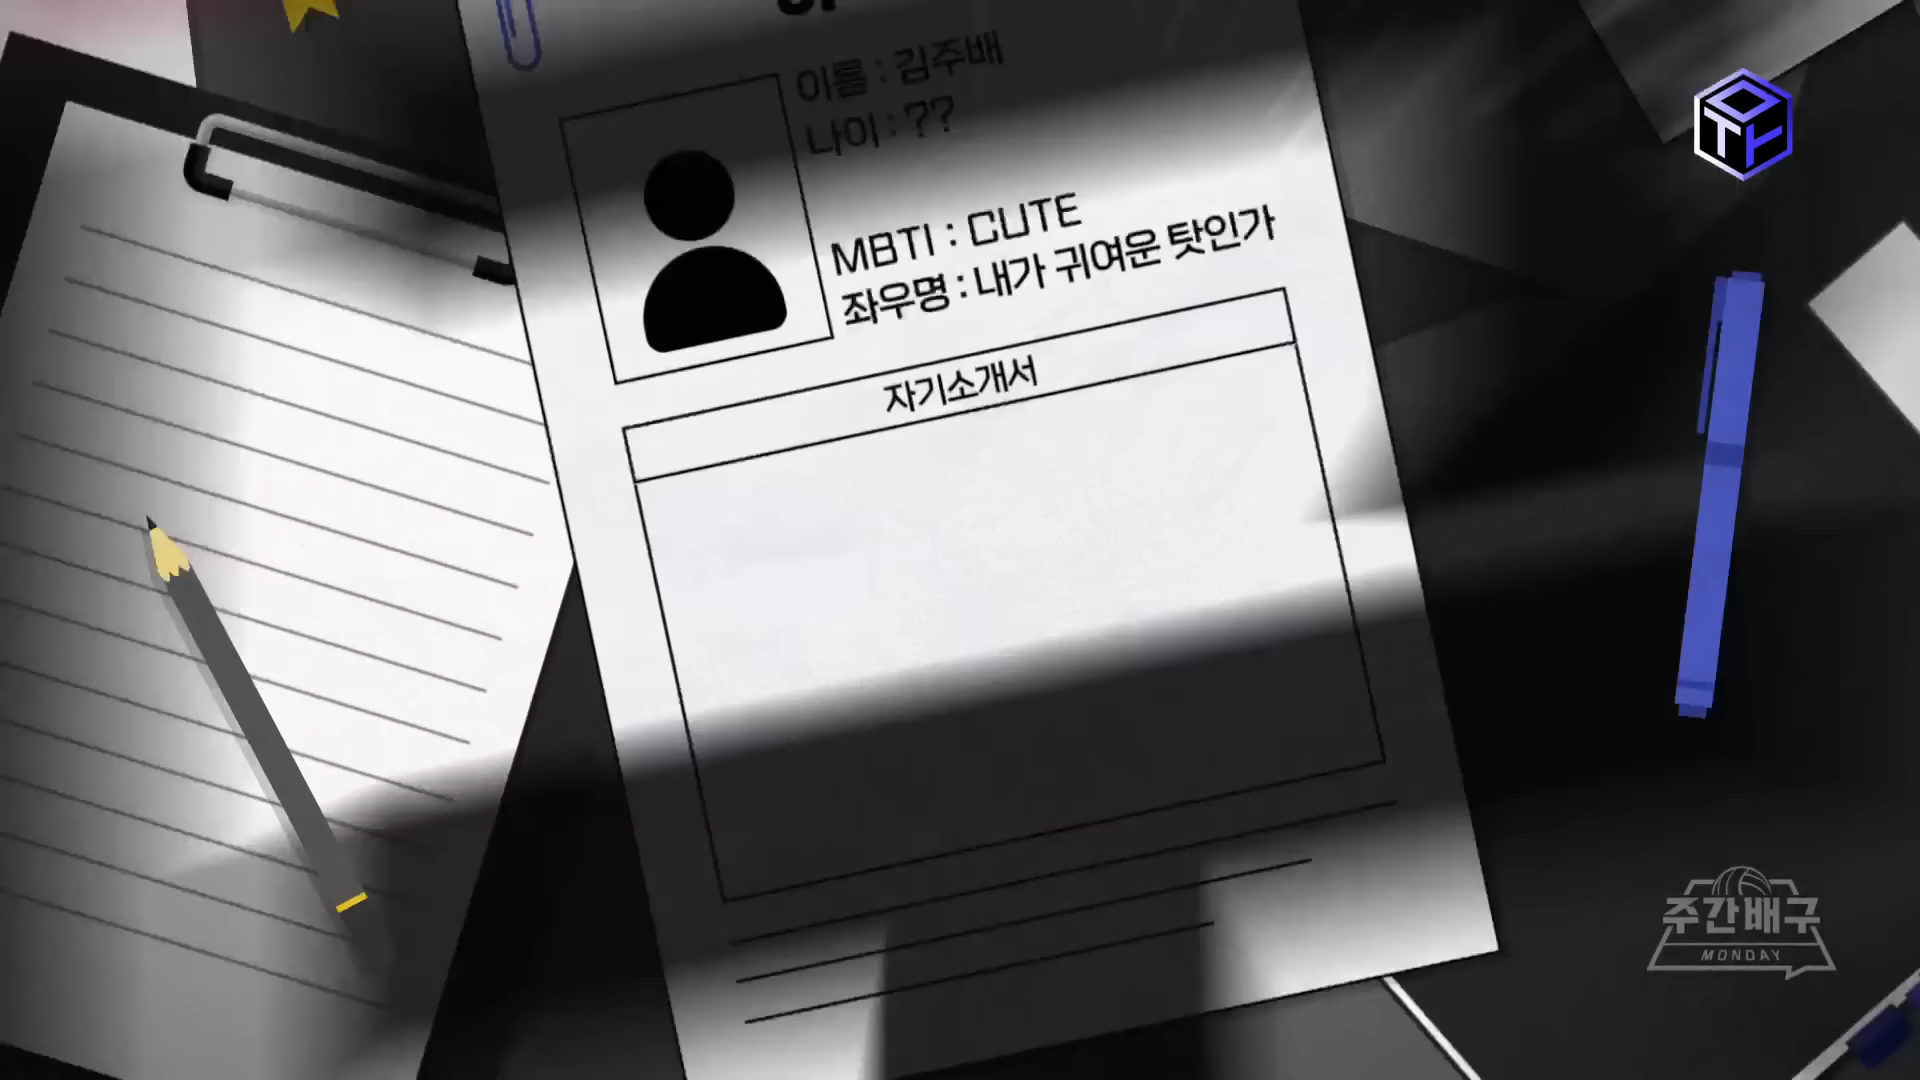 이름 : 김주배
나이 : ??
MBTI : CUTE
좌우명 : 내가 귀여운 탓인가
자기소개서
주간배구
MONDAY